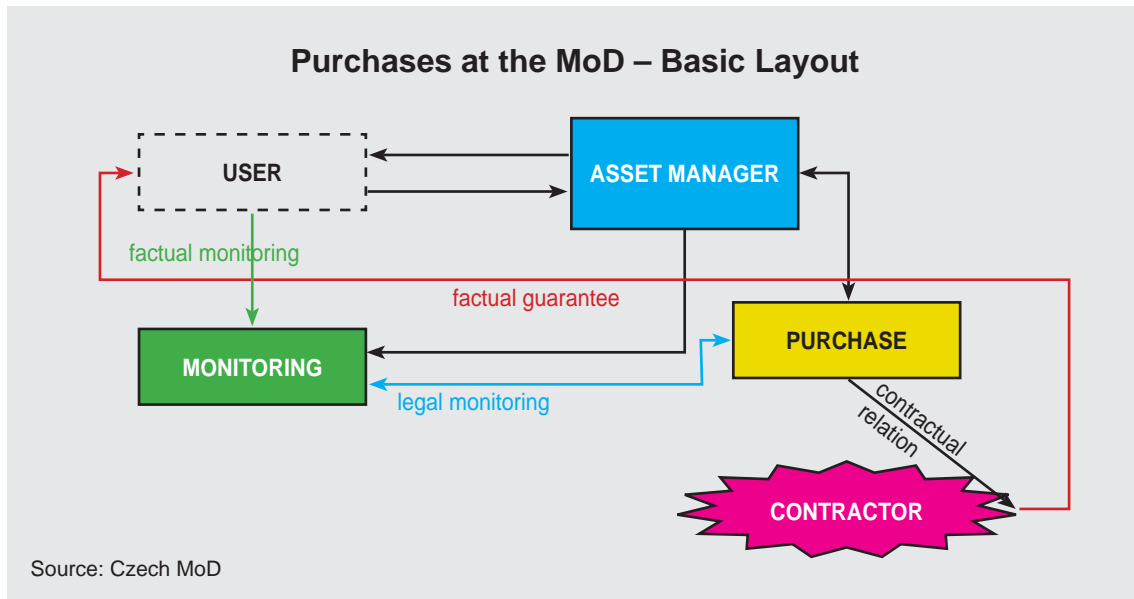 Purchases at the MoD – Basic Layout
USER
ASSET MANAGER
factual monitoring
factual guarantee
MONITORING
PURCHASE
legal monitoring
contractual
relation
CONTRACTOR
Source: Czech MoD